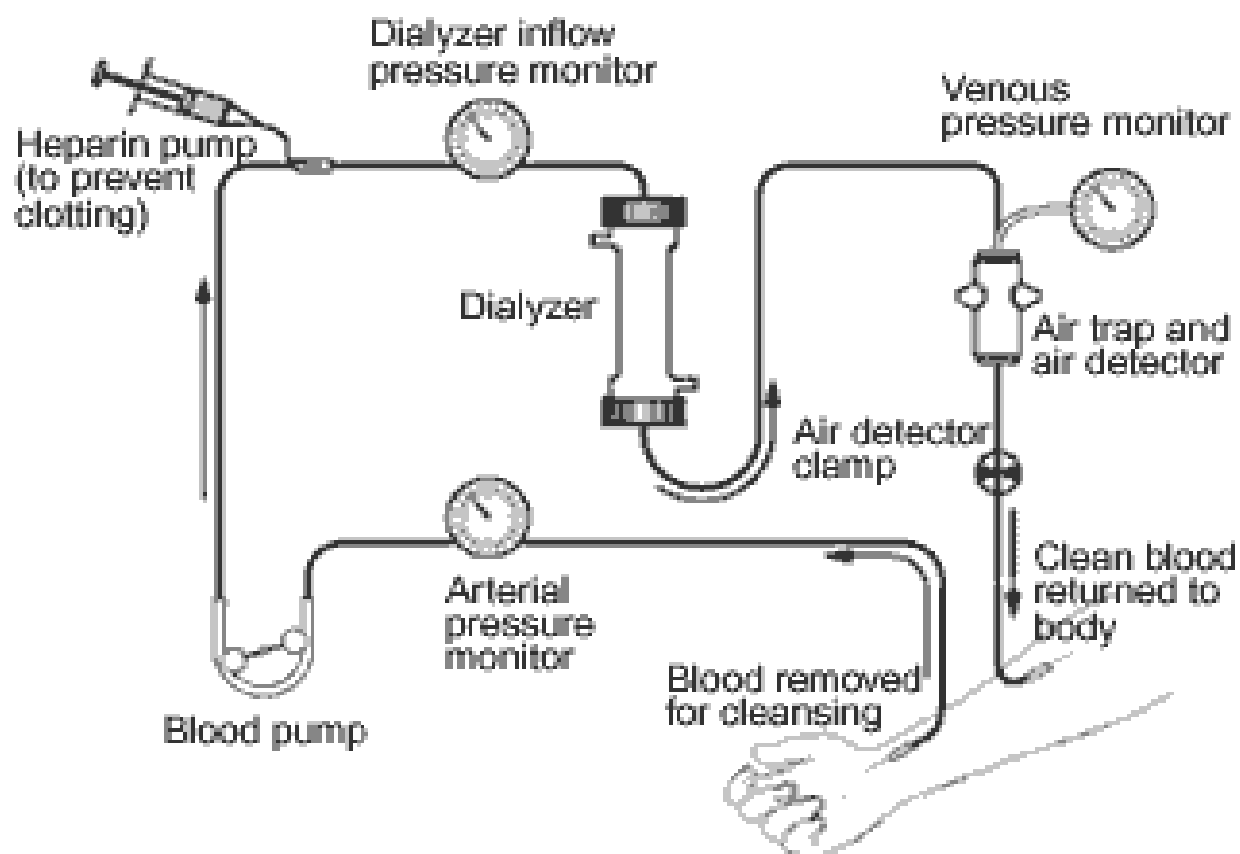 Dialyzer inflow
pressure monitor
Venous
pressure monitor
Heparin pump
(to prevent
clotting)
Dialyzer
Air trap and
air detector
Air detector
clamp
Arterial
pressure
monitor
Clean blood
returned to
body
Blood removed
for cleansing
Blood pump